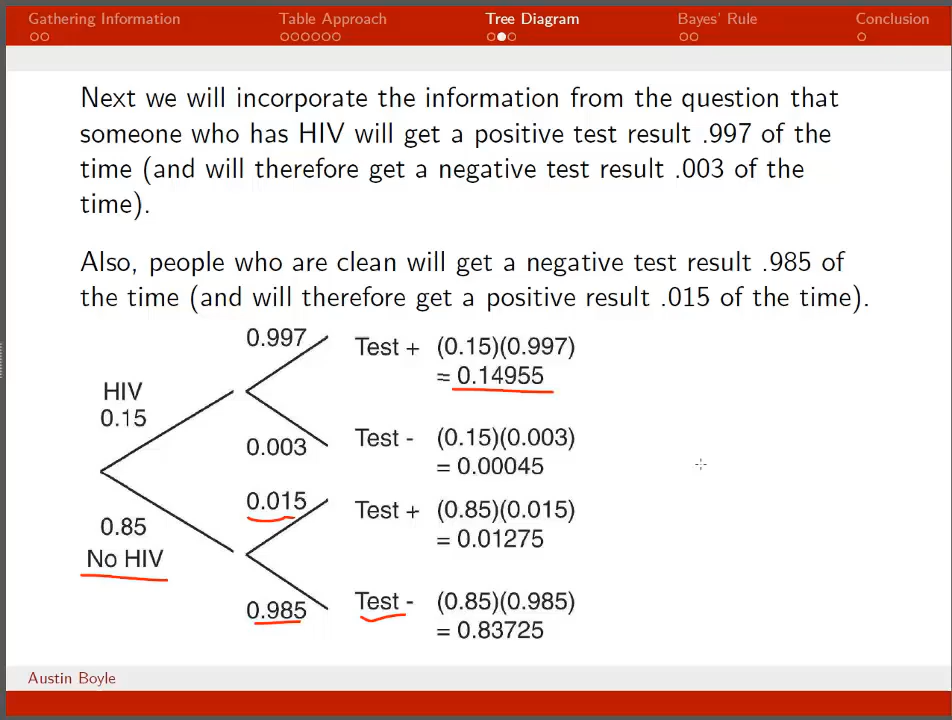 Gathering Information Table Approach Tree Diagram Bayes' Rule Conclusion
Next we will incorporate the information from the question that
someone who has HIV will get a positive test result .997 of the
time (and will therefore get a negative test result .003 of the
time).
Also, people who are clean will get a negative test result .985 of
the time (and will therefore get a positive result .015 of the time).
0.997 Test + (0.15)(0.997)
≈ 0.14955
HIV
0.15
0.003 Test - (0.15)(0.003)
= 0.00045
0.015 Test + (0.85)(0.015)
= 0.01275
0.85
No HIV
0.985 Test - (0.85)(0.985)
= 0.83725
Austin Boyle